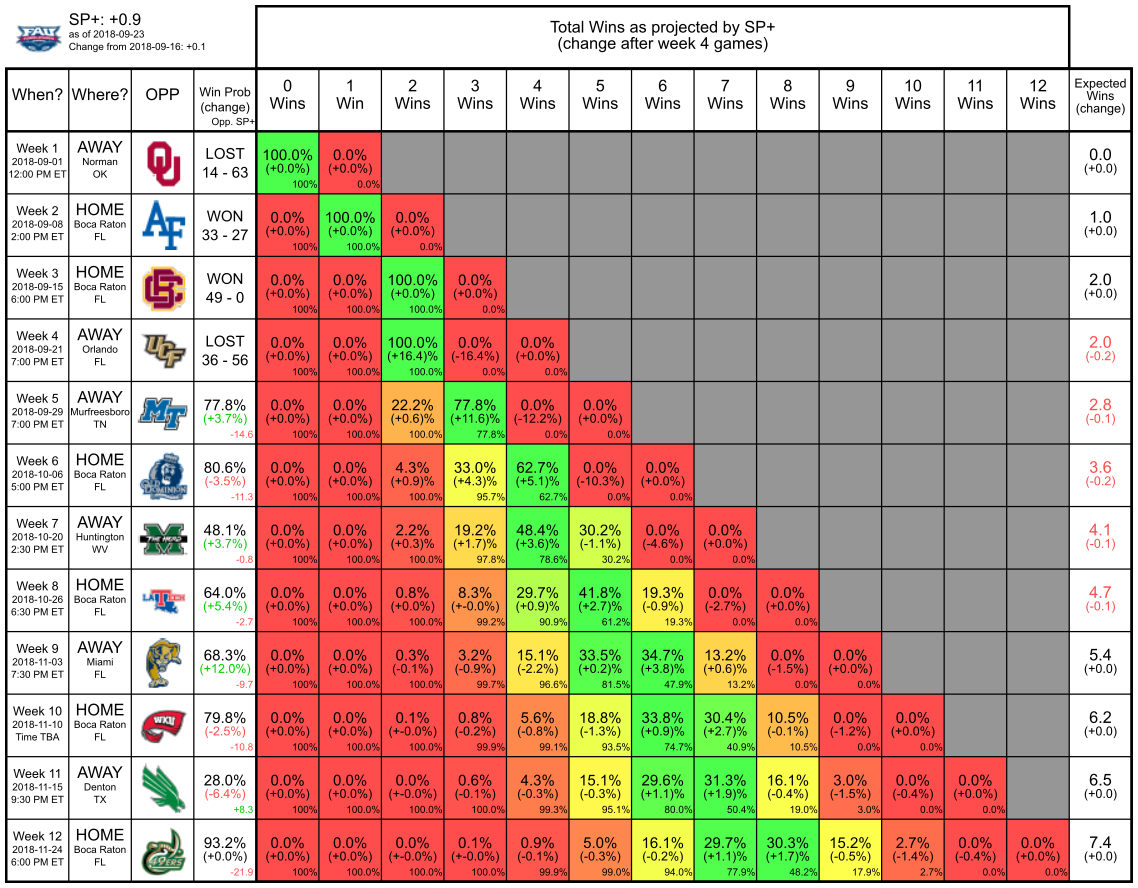 FAU
SP+: +0.9
as of 2018-09-23
Change from 2018-09-16: +0.1
Total Wins as projected by SP+
(change after week 4 games)
When? Where? OPP Win Prob (change) Opp. SP+ 0 Wins 1 Win 2 Wins 3 Wins 4 Wins 5 Wins 6 Wins 7 Wins 8 Wins 9 Wins 10 Wins 11 Wins 12 Wins Expected Wins (change)
Week 1 AWAY LOST 100.0% 0.0% 0.0
2018-09-01 Norman 14 - 63 (+0.0%) (+0.0%) (+0.0)
12:00 PM ET OK 100% 0.0%
Week 2 HOME WON 0.0% 100.0% 0.0% 1.0
2018-09-08 Boca Raton 33 - 27 (+0.0%) (+0.0%) (+0.0%) (+0.0)
2:00 PM ET FL 100% 100.0% 0.0%
Week 3 HOME WON 0.0% 0.0% 100.0% 0.0% 2.0
2018-09-15 Boca Raton 49 - 0 (+0.0%) (+0.0%) (+0.0%) (+0.0%) (+0.0)
6:00 PM ET FL 100% 100.0% 100.0% 0.0%
Week 4 AWAY UCF LOST 0.0% 0.0% 100.0% 0.0% 0.0% 2.0
2018-09-21 Orlando 36 - 56 (+0.0%) (+0.0%) (+16.4)% (-16.4%) (+0.0%) (-0.2)
7:00 PM ET FL 100% 100.0% 100.0% 0.0% 0.0%
Week 5 AWAY MT 77.8% 0.0% 0.0% 22.2% 77.8% 0.0% 0.0% 2.8
2018-09-29 Murfreesboro (+3.7%) (+0.0%) (+0.0%) (+0.6)% (+11.6)% (-12.2%) (+0.0%) (-0.1)
7:00 PM ET TN -14.6 100% 100.0% 100.0% 77.8% 0.0% 0.0%
Week 6 HOME OLD DOMINION 80.6% 0.0% 0.0% 4.3% 33.0% 62.7% 0.0% 0.0% 3.6
2018-10-06 Boca Raton (-3.5%) (+0.0%) (+0.0%) (+0.9%) (+4.3)% (+5.1)% (-10.3%) (+0.0%) (-0.2)
5:00 PM ET FL -11.3 100% 100.0% 100.0% 95.7% 62.7% 0.0% 0.0%
Week 7 AWAY THE HERD 48.1% 0.0% 0.0% 2.2% 19.2% 48.4% 30.2% 0.0% 0.0% 4.1
2018-10-20 Huntington (+3.7%) (+0.0%) (+0.0%) (+0.3)% (+1.7)% (+3.6)% (-1.1%) (-4.6%) (+0.0%) (-0.1)
2:30 PM ET WV -0.8 100% 100.0% 100.0% 97.8% 78.6% 30.2% 0.0% 0.0%
Week 8 HOME LA TECH 64.0% 0.0% 0.0% 0.8% 8.3% 29.7% 41.8% 19.3% 0.0% 0.0% 4.7
2018-10-26 Boca Raton (+5.4%) (+0.0%) (+0.0%) (+0.0%) (+-0.0%) (+0.9)% (+2.7)% (-0.9%) (-2.7%) (+0.0%) (-0.1)
6:30 PM ET FL -2.7 100% 100.0% 100.0% 99.2% 90.9% 61.2% 19.3% 0.0% 0.0%
Week 9 AWAY 68.3% 0.0% 0.0% 0.3% 3.2% 15.1% 33.5% 34.7% 13.2% 0.0% 0.0% 5.4
2018-11-03 Miami (+12.0%) (+0.0%) (+0.0%) (-0.1%) (-0.9%) (-2.2%) (+0.2)% (+3.8)% (+0.6)% (-1.5%) (+0.0%) (+0.0)
7:30 PM ET FL -9.7 100% 100.0% 100.0% 99.7% 96.6% 81.5% 47.9% 13.2% 0.0% 0.0%
Week 10 HOME WKU 79.8% 0.0% 0.0% 0.1% 0.8% 5.6% 18.8% 33.8% 30.4% 10.5% 0.0% 0.0% 6.2
2018-11-10 Boca Raton (-2.5%) (+0.0%) (+0.0%) (+-0.0%) (-0.2%) (-0.8%) (-1.3%) (+0.9)% (+2.7)% (-0.1%) (-1.2%) (+0.0%) (+0.0)
Time TBA FL -10.8 100% 100.0% 100.0% 99.9% 99.1% 93.5% 74.7% 40.9% 10.5% 0.0% 0.0%
Week 11 AWAY 28.0% 0.0% 0.0% 0.0% 0.6% 4.3% 15.1% 29.6% 31.3% 16.1% 3.0% 0.0% 0.0% 6.5
2018-11-15 Denton (-6.4%) (+0.0%) (+0.0%) (+-0.0%) (-0.1%) (-0.3%) (-0.3%) (+1.1)% (+1.9)% (-0.4%) (-1.5%) (-0.4%) (+0.0%) (+0.0)
9:30 PM ET TX +8.3 100% 100.0% 100.0% 100.0% 99.3% 95.1% 80.0% 50.4% 19.0% 3.0% 0.0% 0.0%
Week 12 HOME 49ERS 93.2% 0.0% 0.0% 0.0% 0.1% 0.9% 5.0% 16.1% 29.7% 30.3% 15.2% 2.7% 0.0% 0.0% 7.4
2018-11-24 Boca Raton (+0.0%) (+0.0%) (+0.0%) (+-0.0%) (+-0.0%) (-0.1%) (-0.3%) (-0.2%) (+1.1)% (+1.7)% (-0.5%) (-1.4%) (-0.4%) (+0.0%) (+0.0)
6:00 PM ET FL -21.9 100% 100.0% 100.0% 100.0% 99.9% 99.0% 94.0% 77.9% 48.2% 17.9% 2.7% 0.0% 0.0%